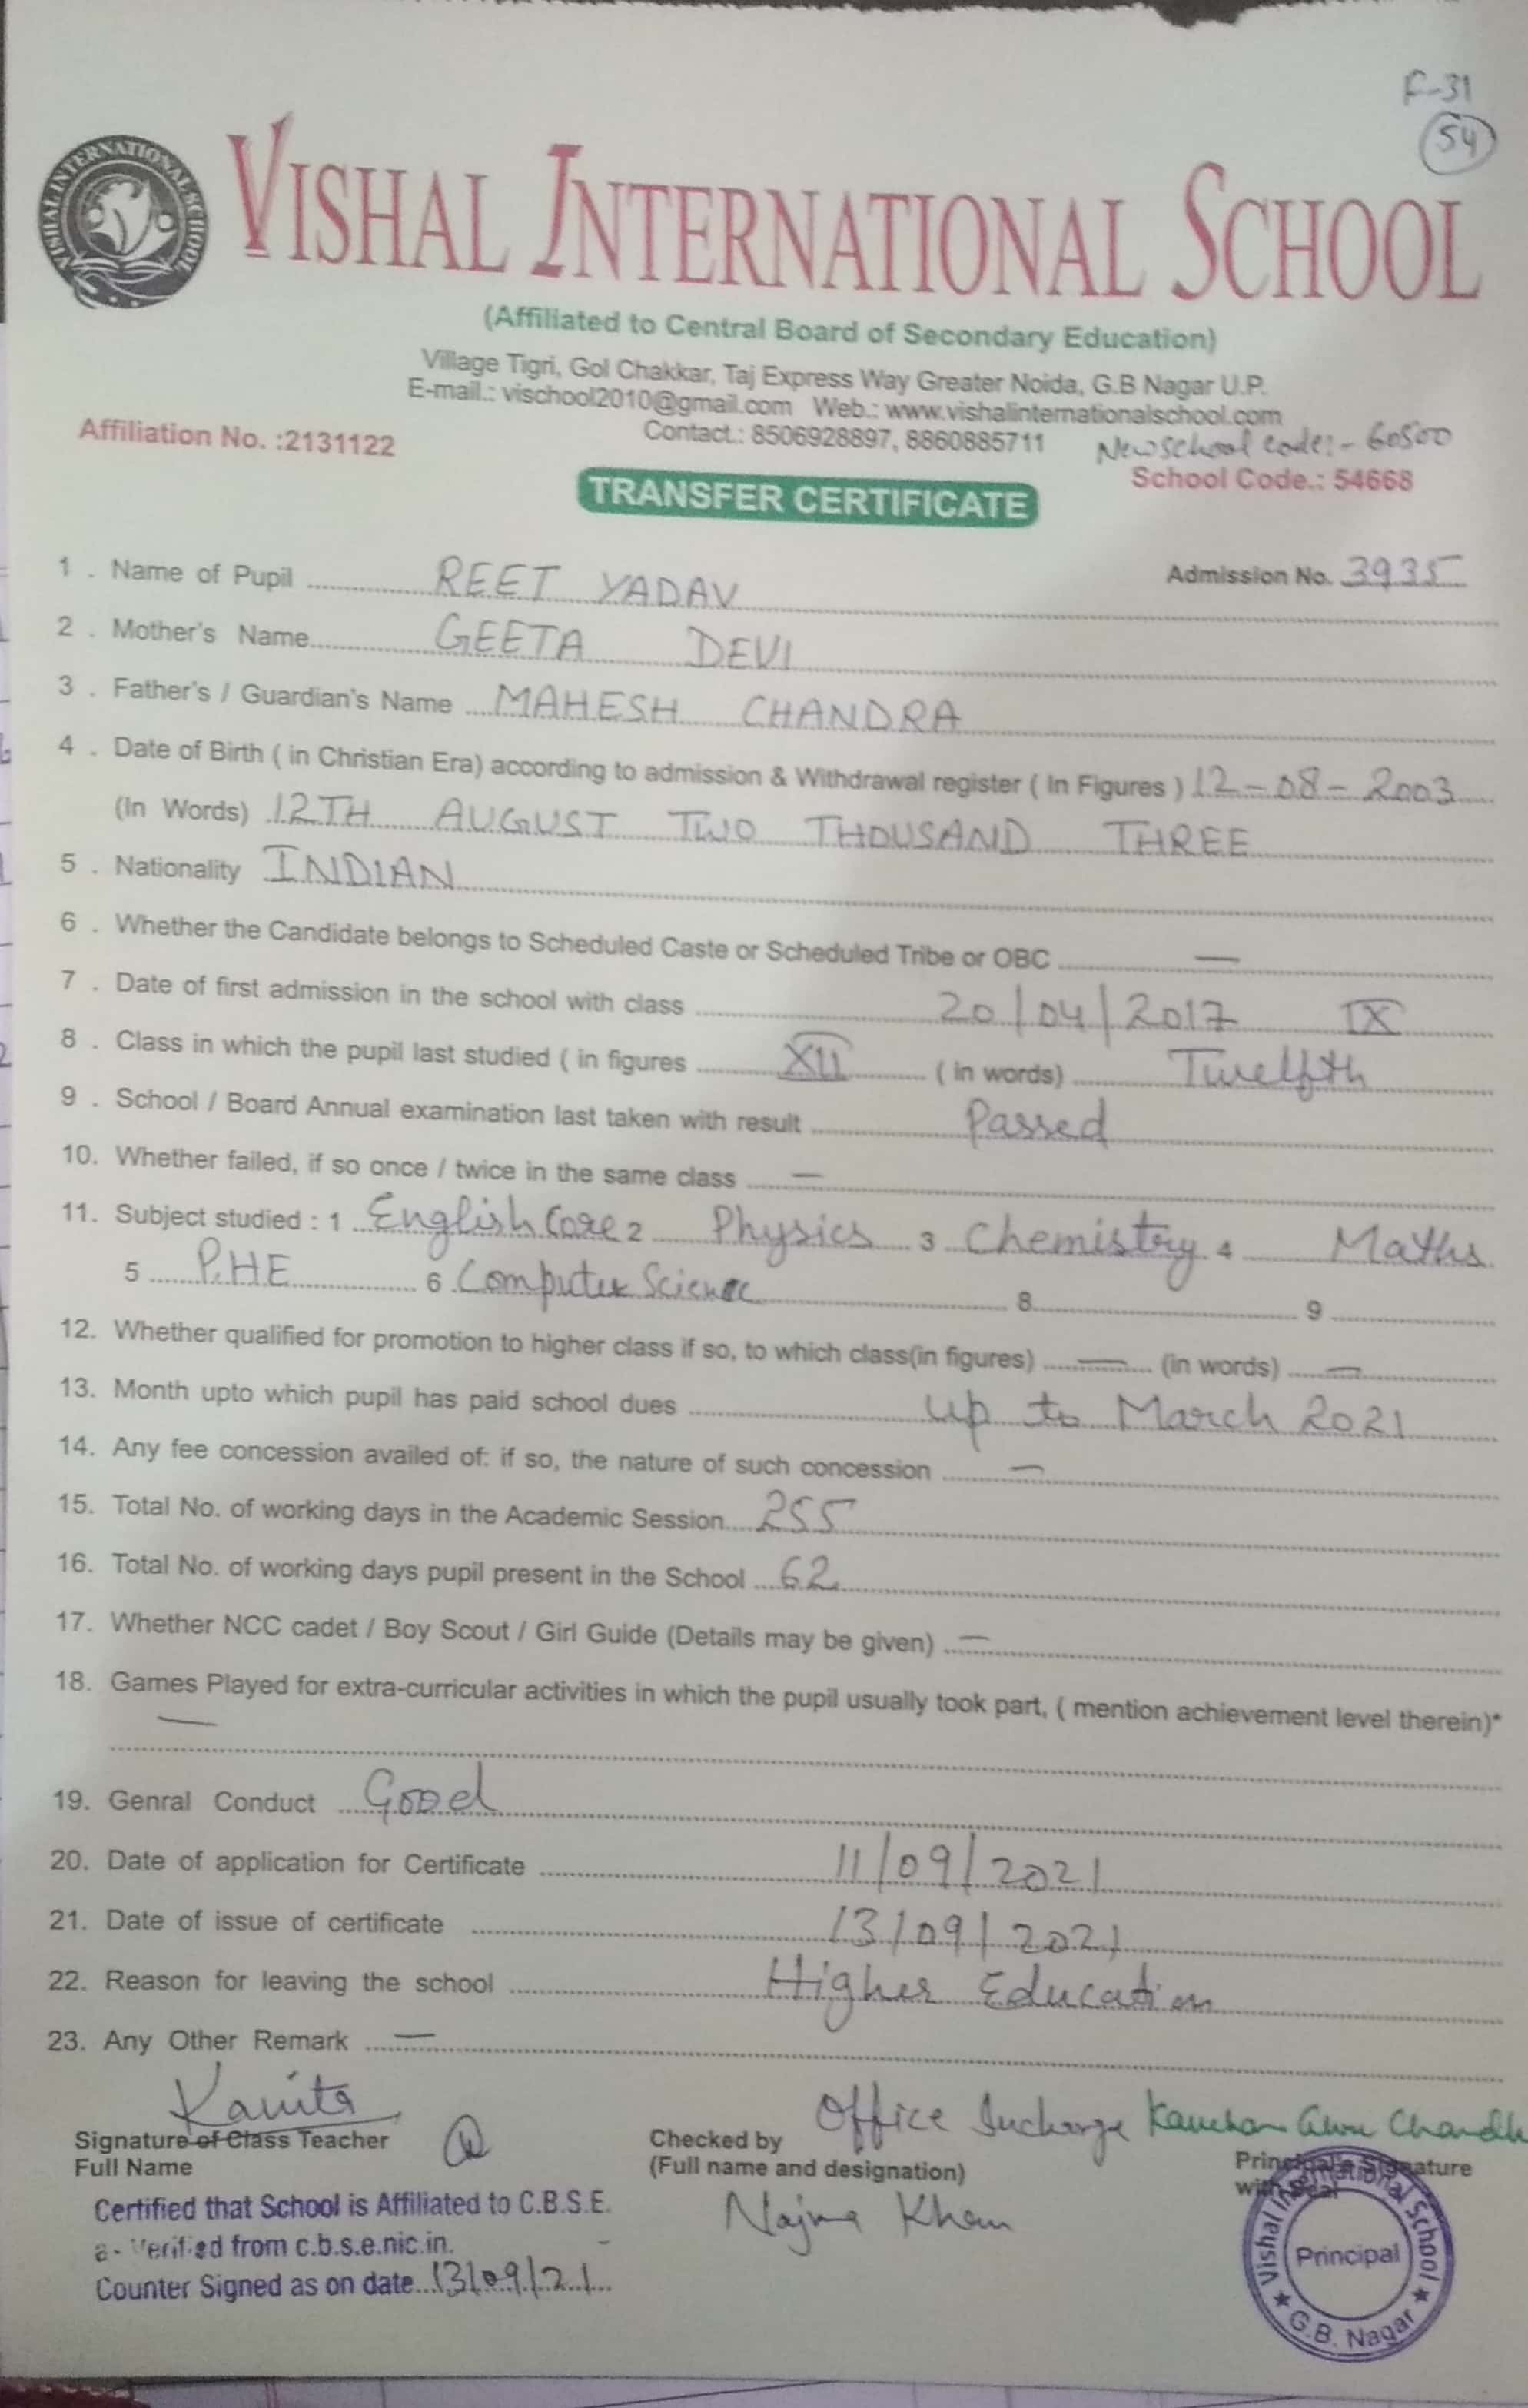 F-31
54
VISHAL INTERNATIONAL SCHOOL
VISHAL INTERNATIONAL SCHOOL
(Affiliated to Central Board of Secondary Education)
Village Tigri, Gol Chakkar, Taj Express Way Greater Noida, G.B Nagar U.P.
E-mail.: vischool2010@gmail.com Web.: www.vishalinternationalschool.com
Contact.: 8506928897, 8860885711 New school code:- 60500
Affiliation No. :2131122 School Code.: 54668
TRANSFER CERTIFICATE
1 . Name of Pupil REET YADAV Admission No. 3935
2 . Mother's Name GEETA DEVI
3 . Father's / Guardian's Name MAHESH CHANDRA
4 . Date of Birth ( in Christian Era) according to admission & Withdrawal register ( In Figures ) 12-08-2003
(In Words) 12TH AUGUST TWO THOUSAND THREE
5 . Nationality INDIAN
6 . Whether the Candidate belongs to Scheduled Caste or Scheduled Tribe or OBC —
7 . Date of first admission in the school with class 20/04/2017 IX
8 . Class in which the pupil last studied ( in figures XII ( in words) Twelfth
9 . School / Board Annual examination last taken with result Passed
10. Whether failed, if so once / twice in the same class —
11. Subject studied : 1 English Core 2 Physics 3 Chemistry 4 Maths
5 P.HE 6 Computer Science 8 9
12. Whether qualified for promotion to higher class if so, to which class(in figures) — (in words) —
13. Month upto which pupil has paid school dues up to March 2021
14. Any fee concession availed of: if so, the nature of such concession —
15. Total No. of working days in the Academic Session 255
16. Total No. of working days pupil present in the School 62
17. Whether NCC cadet / Boy Scout / Girl Guide (Details may be given) —
18. Games Played for extra-curricular activities in which the pupil usually took part, ( mention achievement level therein)*
—
19. Genral Conduct Good
20. Date of application for Certificate 11/09/2021
21. Date of issue of certificate 13/09/2021
22. Reason for leaving the school Higher Education
23. Any Other Remark —
Kavita Office Incharge
Signature of Class Teacher Checked by Principal's Signature
Full Name (Full name and designation) with Seal
Certified that School is Affiliated to C.B.S.E. Najma Khan
Verified from c.b.s.e.nic.in.
Counter Signed as on date 13/09/21
Vishal International School
Principal
G.B. Nagar